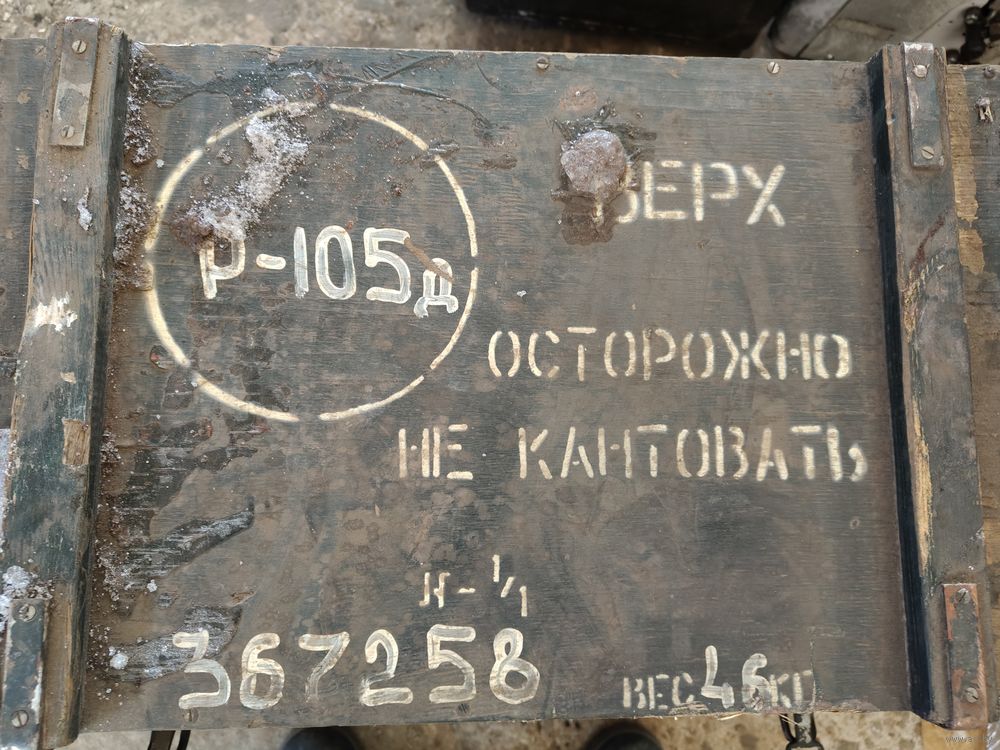 ВЕРХ
Р-105д
ОСТОРОЖНО
НЕ КАНТОВАТЬ
Н-1/1
367258
ВЕС 46 КГ